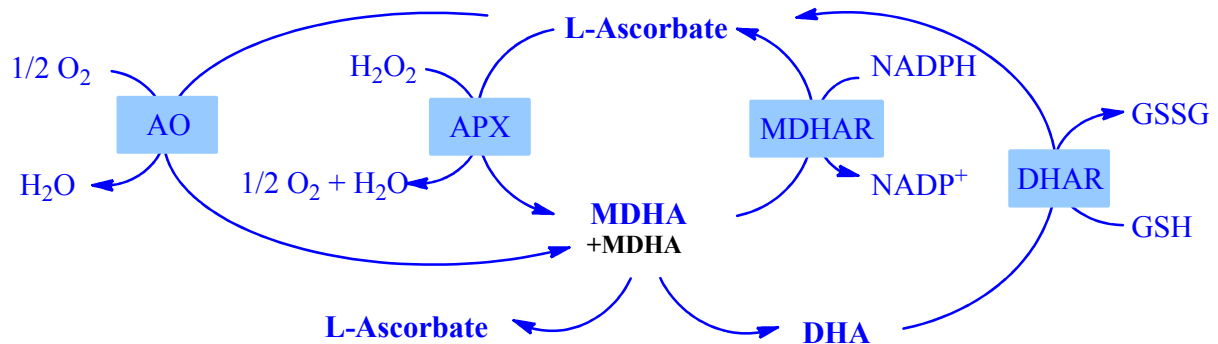 L-Ascorbate
1/2 O₂
H₂O₂
NADPH
AO
APX
MDHAR
GSSG
H₂O
1/2 O₂ + H₂O
NADP⁺
DHAR
MDHA
+MDHA
GSH
L-Ascorbate
DHA